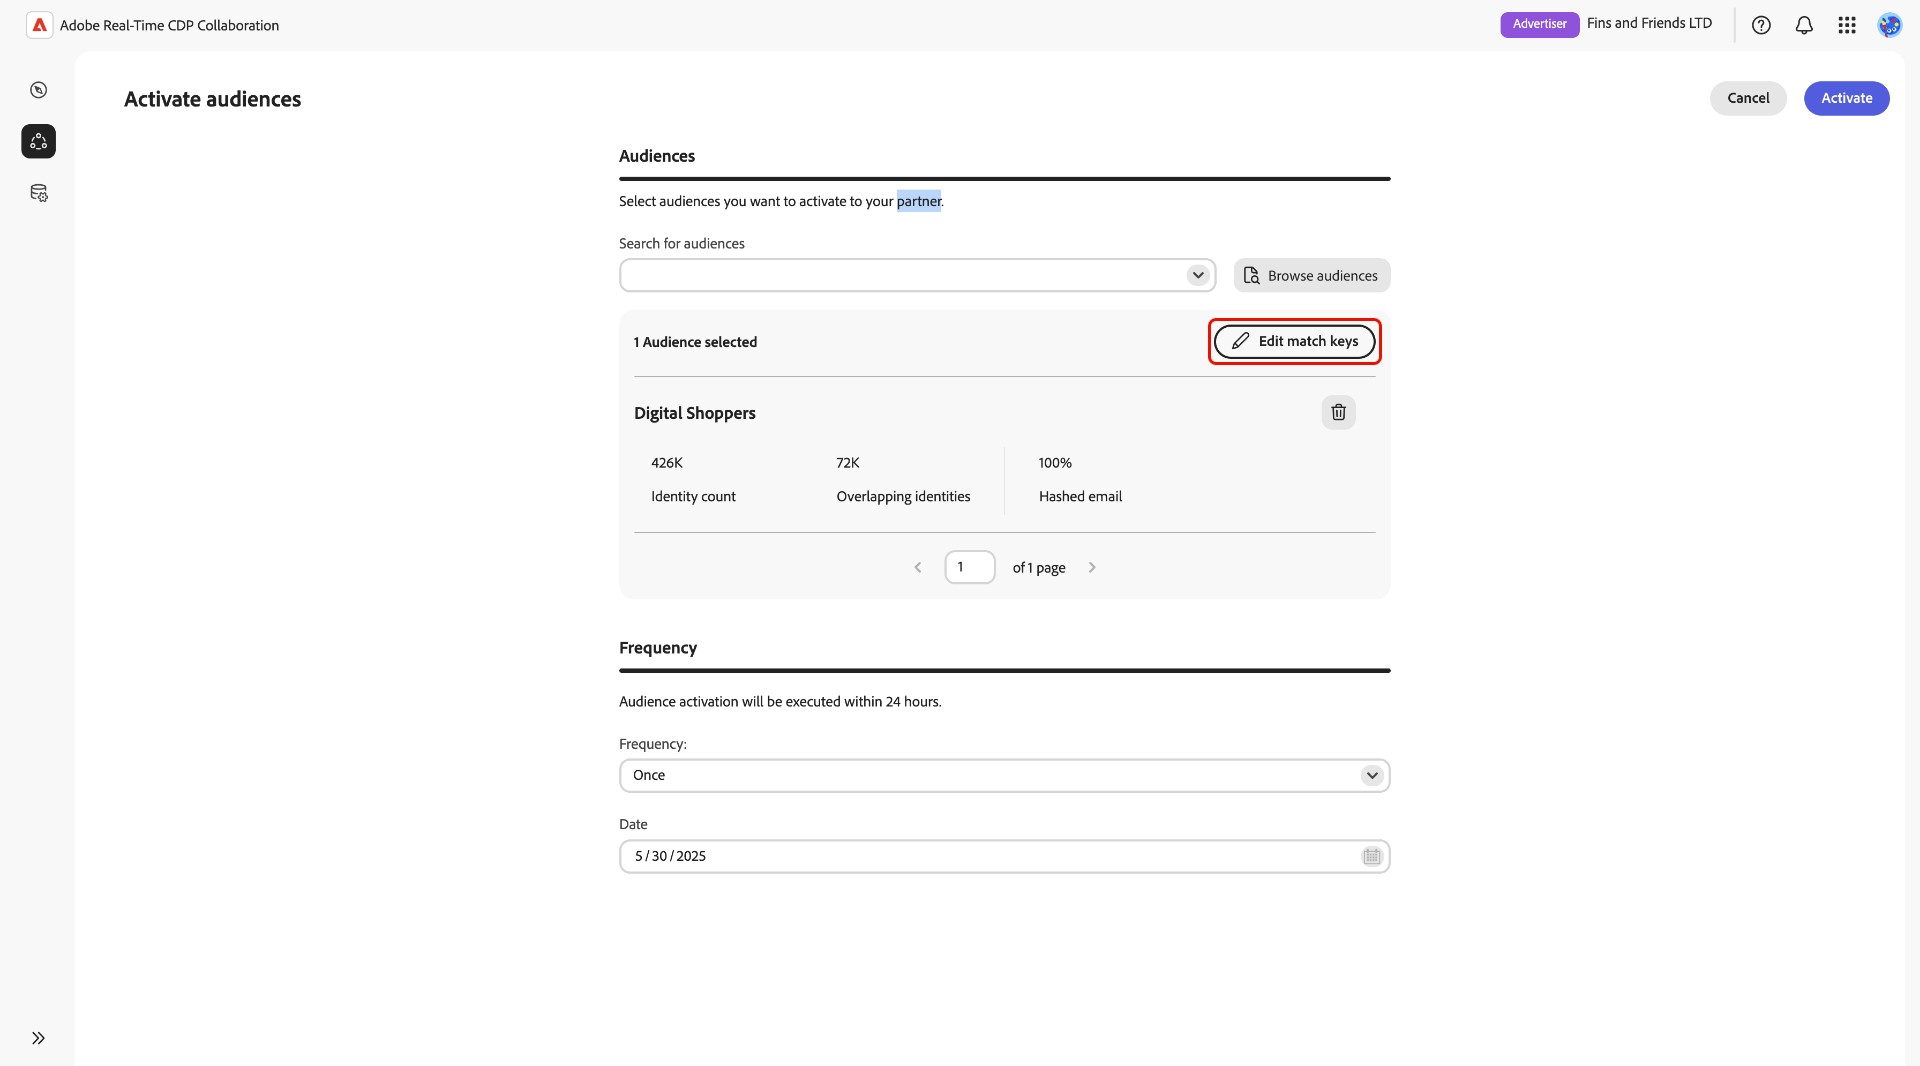 Adobe Real-Time CDP Collaboration
Advertiser
Fins and Friends LTD
Activate audiences
Cancel
Activate
Audiences
Select audiences you want to activate to your partner.
Search for audiences
Browse audiences
1 Audience selected
Edit match keys
Digital Shoppers
426K
72K
100%
Identity count
Overlapping identities
Hashed email
1
of 1 page
Frequency
Audience activation will be executed within 24 hours.
Frequency:
Once
Date
5 / 30 / 2025